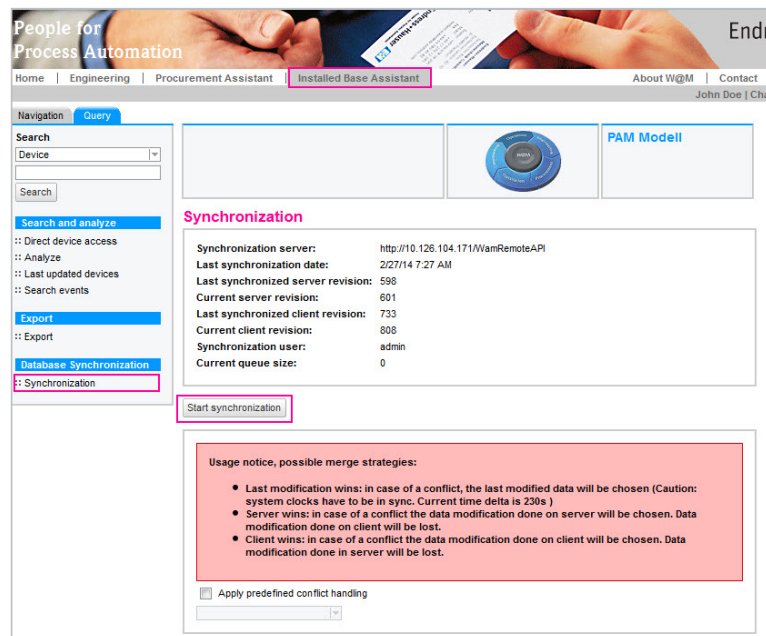 People for
Process Automation
Endress+Hauser
Home | Engineering | Procurement Assistant | Installed Base Assistant About W@M | Contact
John Doe |
Navigation Query
Search
Device
Search
Search and analyze
:: Direct device access
:: Analyze
:: Last updated devices
:: Search events
Export
:: Export
Database Synchronization
:: Synchronization
W@M
PAM Modell
Synchronization
Synchronization server: http://10.126.104.171/WamRemoteAPI
Last synchronization date: 2/27/14 7:27 AM
Last synchronized server revision: 598
Current server revision: 601
Last synchronized client revision: 733
Current client revision: 808
Synchronization user: admin
Current queue size: 0
Start synchronization
Usage notice, possible merge strategies:
● Last modification wins: in case of a conflict, the last modified data will be chosen (Caution:
system clocks have to be in sync. Current time delta is 230s )
● Server wins: in case of a conflict the data modification done on server will be chosen. Data
modification done on client will be lost.
● Client wins: in case of a conflict the data modification done on client will be chosen. Data
modification done in server will be lost.
Apply predefined conflict handling